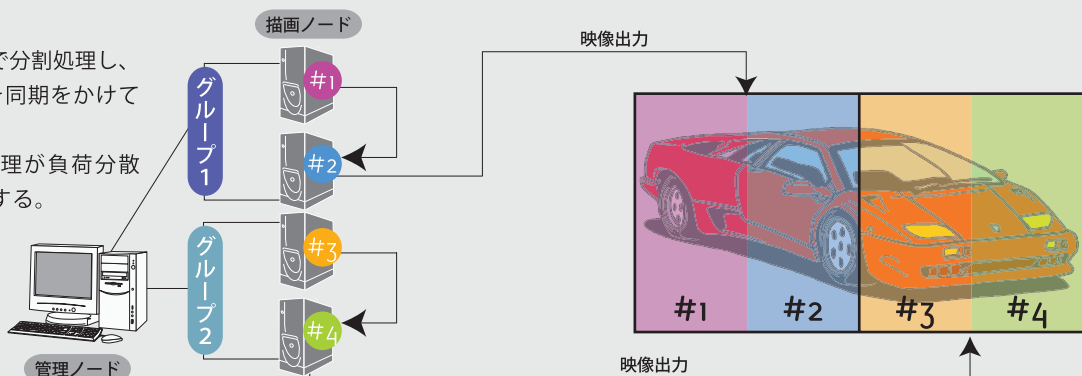 描画ノード
で分割処理し、
同期をかけて
理が負荷分散
する。
グループ1
#1
#2
グループ2
#3
#4
管理ノード
映像出力
#1
#2
#3
#4
映像出力